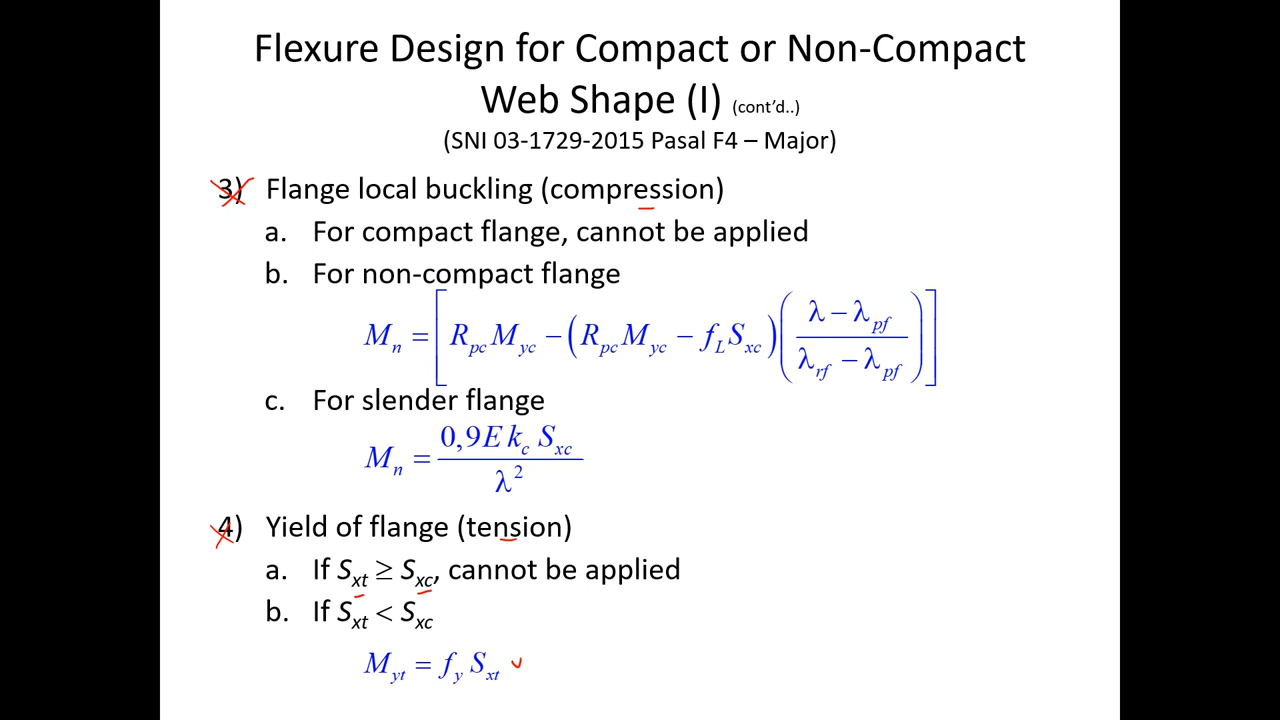 Flexure Design for Compact or Non-Compact
Web Shape (I) (cont’d..)
(SNI 03-1729-2015 Pasal F4 – Major)
3) Flange local buckling (compression)
a. For compact flange, cannot be applied
b. For non-compact flange
M_n = [R_pc M_yc − (R_pc M_yc − f_L S_xc)((λ − λ_pf)/(λ_rf − λ_pf))]
c. For slender flange
M_n = (0,9E k_c S_xc)/λ²
4) Yield of flange (tension)
a. If S_xt ≥ S_xc, cannot be applied
b. If S_xt < S_xc
M_yt = f_y S_xt